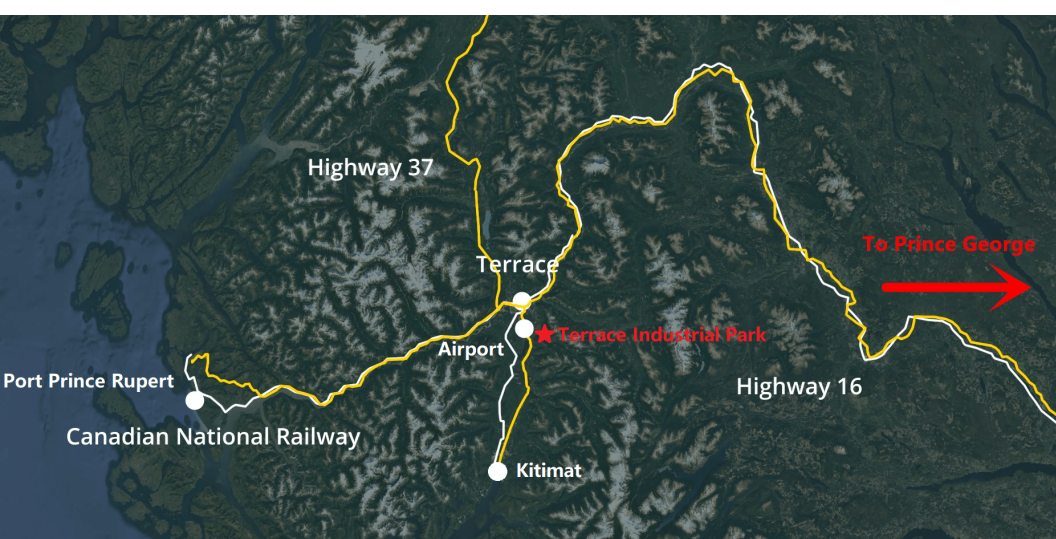 Highway 37
To Prince George
Terrace
Terrace Industrial Park
Airport
Port Prince Rupert
Highway 16
Canadian National Railway
Kitimat